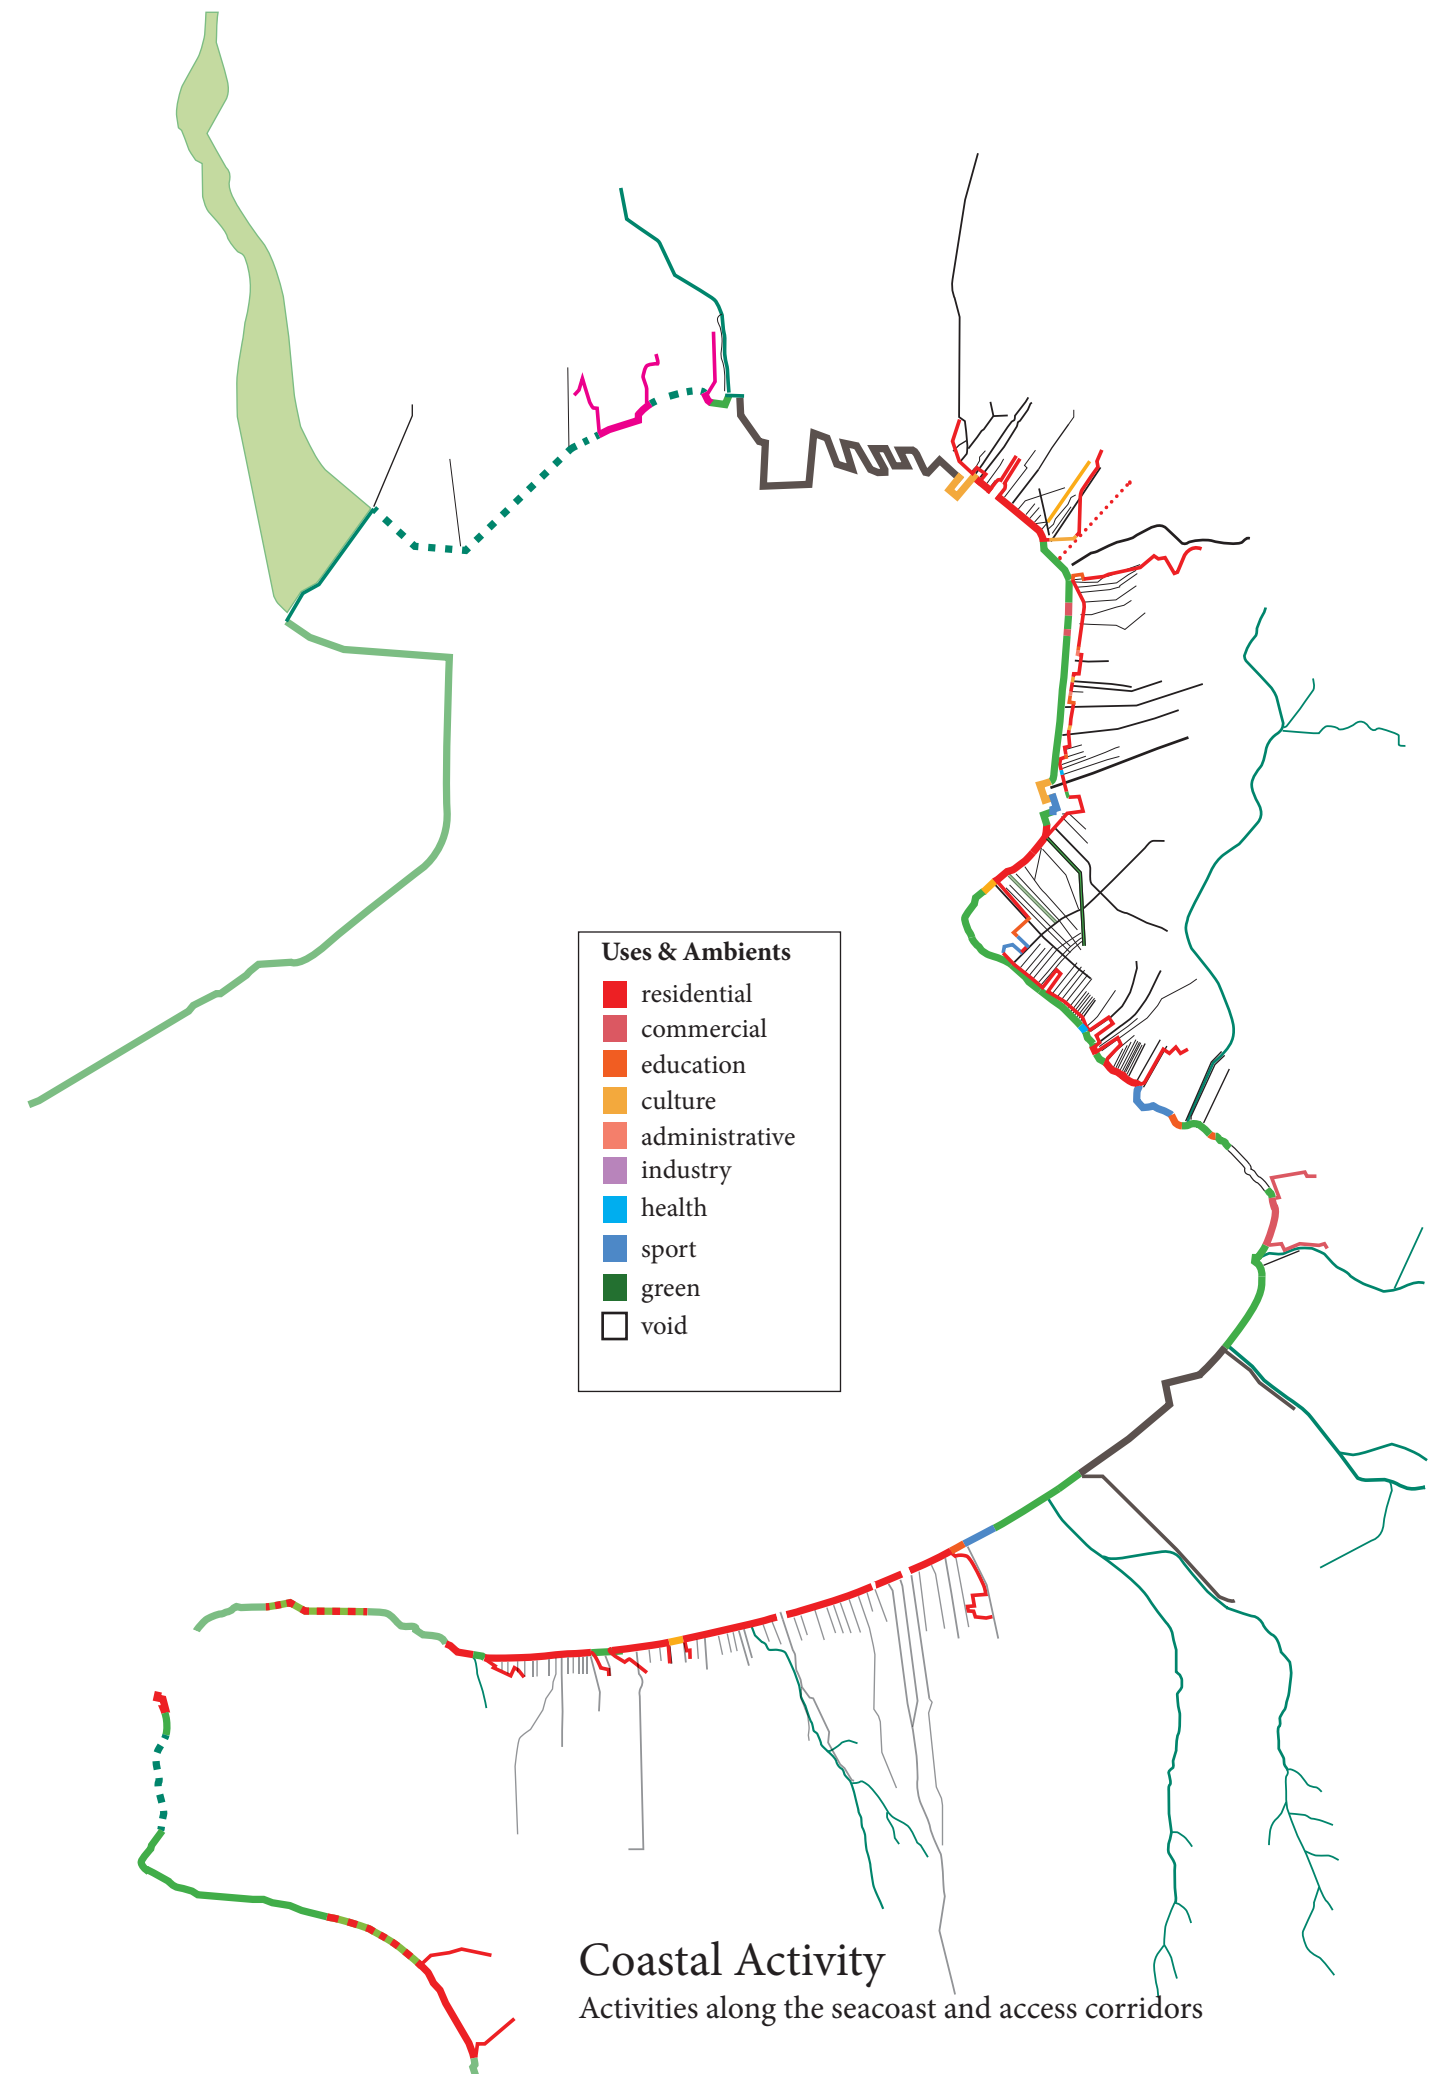 Uses & Ambients
residential
commercial
education
culture
administrative
industry
health
sport
green
void
Coastal Activity
Activities along the seacoast and access corridors